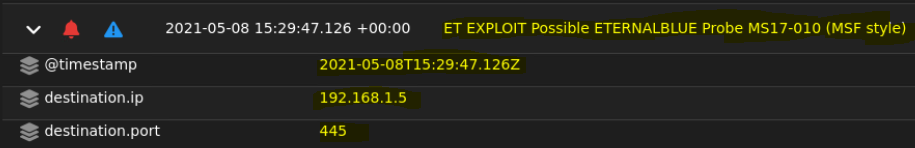 2021-05-08 15:29:47.126 +00:00 ET EXPLOIT Possible ETERNALBLUE Probe MS17-010 (MSF style)
@timestamp 2021-05-08T15:29:47.126Z
destination.ip 192.168.1.5
destination.port 445